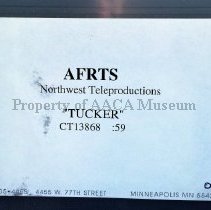 AFRTS
Northwest Teleproductions
Property of AACA Museum
"TUCKER"
CT13868 :59
4455 W. 77TH STREET MINNEAPOLIS MN